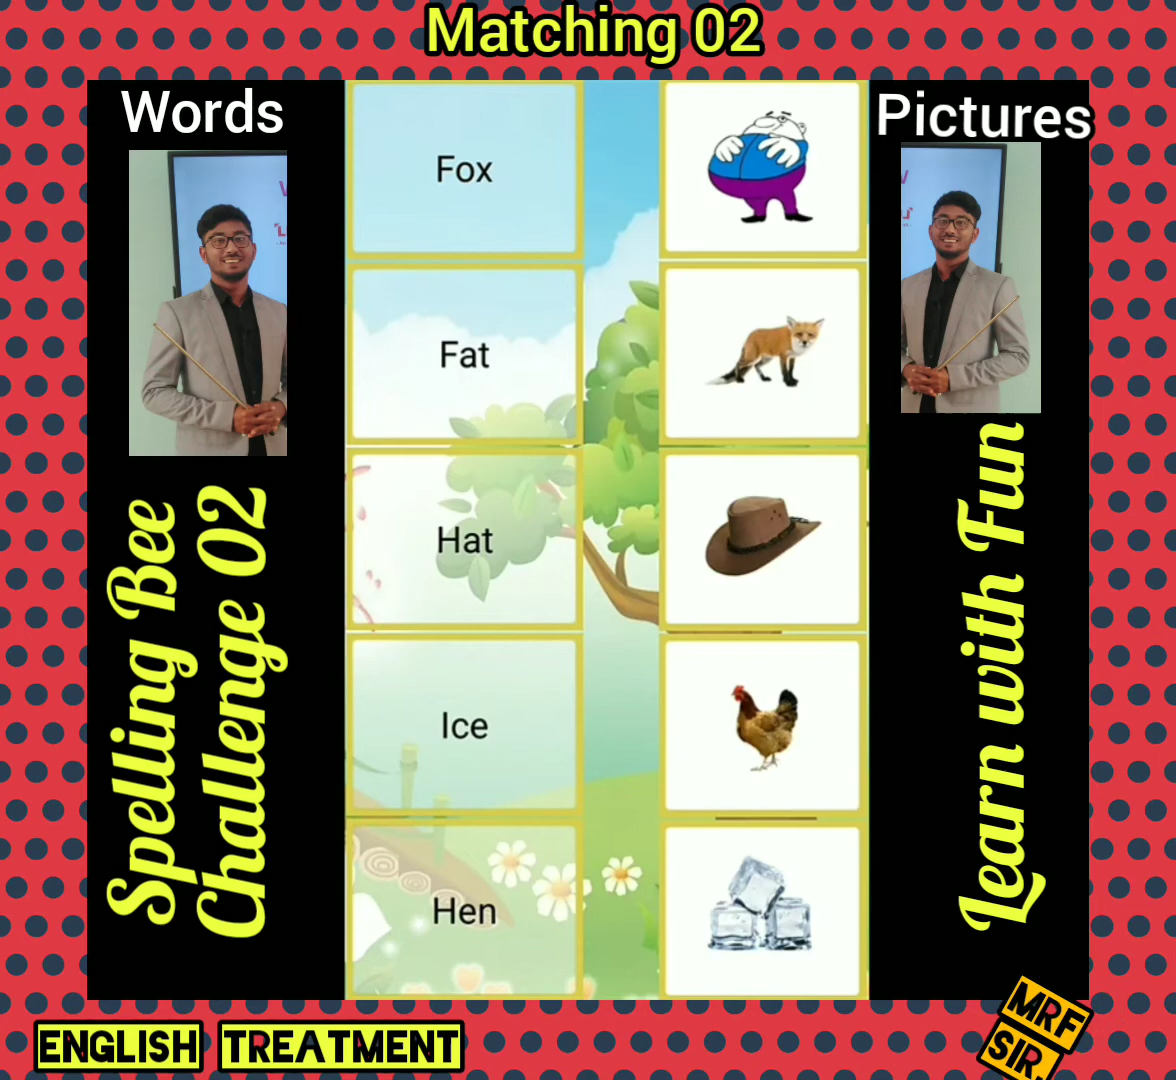 Matching 02
Words
Pictures
Fox
Fat
Hat
Ice
Hen
Spelling Bee
Challenge 02
Learn with Fun
ENGLISH TREATMENT
MRF
SIR.